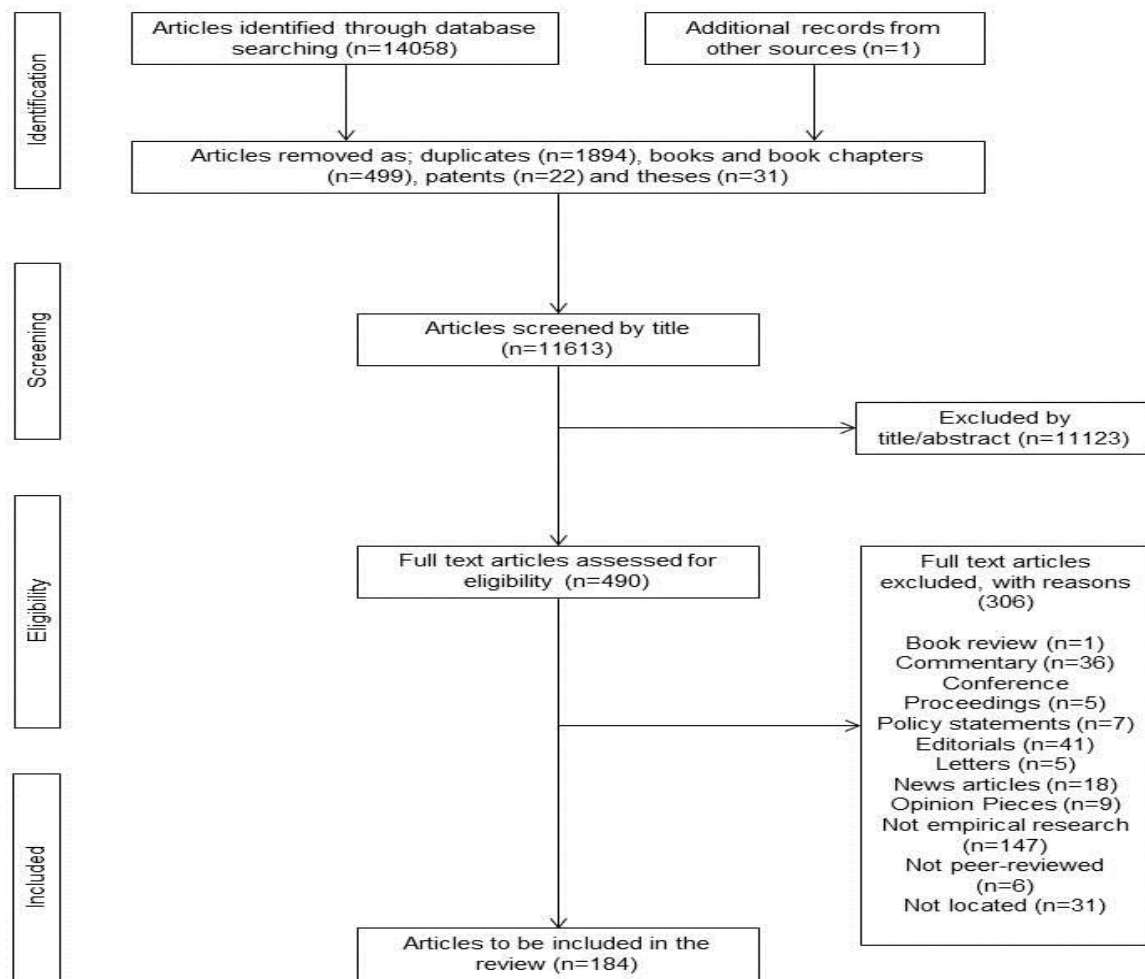 Identification
Articles identified through database
searching (n=14058)
Additional records from
other sources (n=1)
Articles removed as; duplicates (n=1894), books and book chapters
(n=499), patents (n=22) and theses (n=31)
Screening
Articles screened by title
(n=11613)
Excluded by
title/abstract (n=11123)
Eligibility
Full text articles assessed for
eligibility (n=490)
Full text articles
excluded, with reasons
(306)
Book review (n=1)
Commentary (n=36)
Conference
Proceedings (n=5)
Policy statements (n=7)
Editorials (n=41)
Letters (n=5)
News articles (n=18)
Opinion Pieces (n=9)
Not empirical research
(n=147)
Not peer-reviewed
(n=6)
Not located (n=31)
Included
Articles to be included in the
review (n=184)